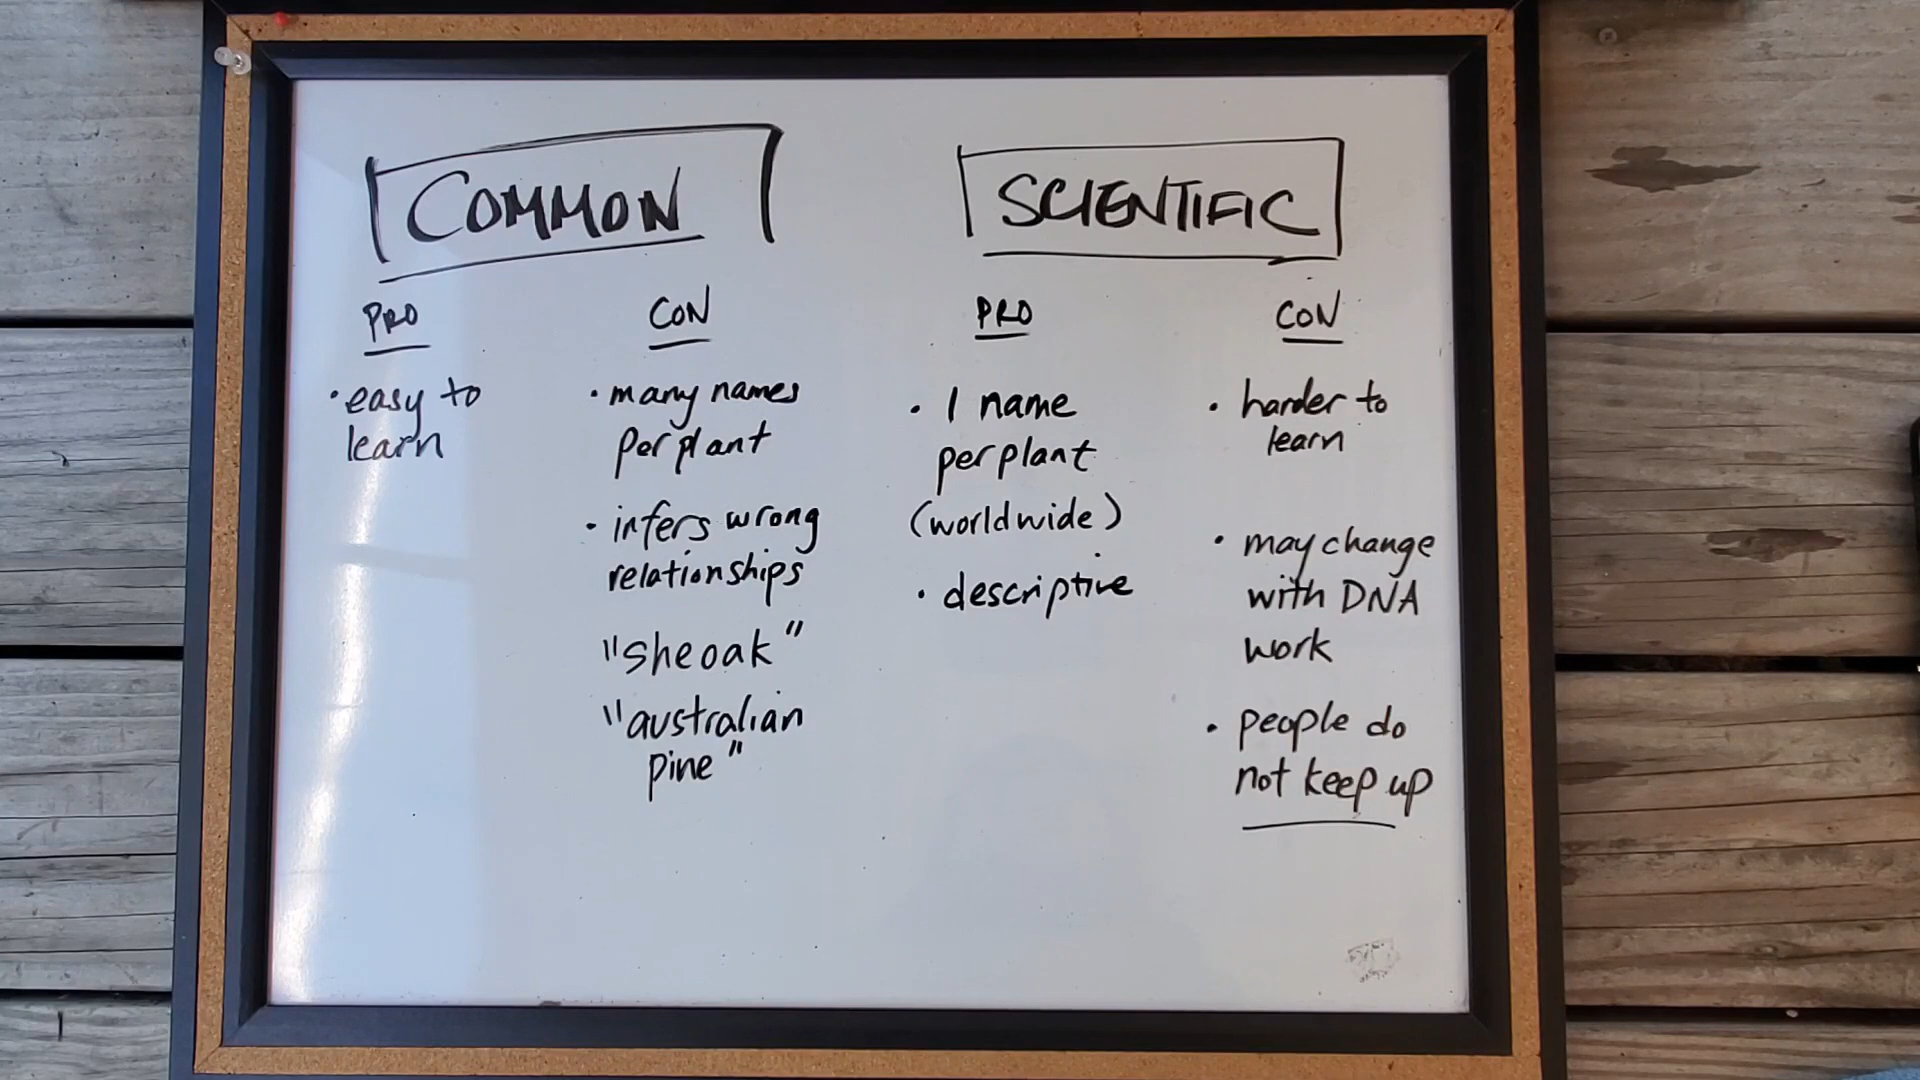 COMMON
PRO
• easy to
learn
CON
• many names
per plant
• infers wrong
relationships
"sheoak"
"australian
pine"
SCIENTIFIC
PRO
• 1 name
per plant
(worldwide)
• descriptive
CON
• harder to
learn
• may change
with DNA
work
• people do
not keep up